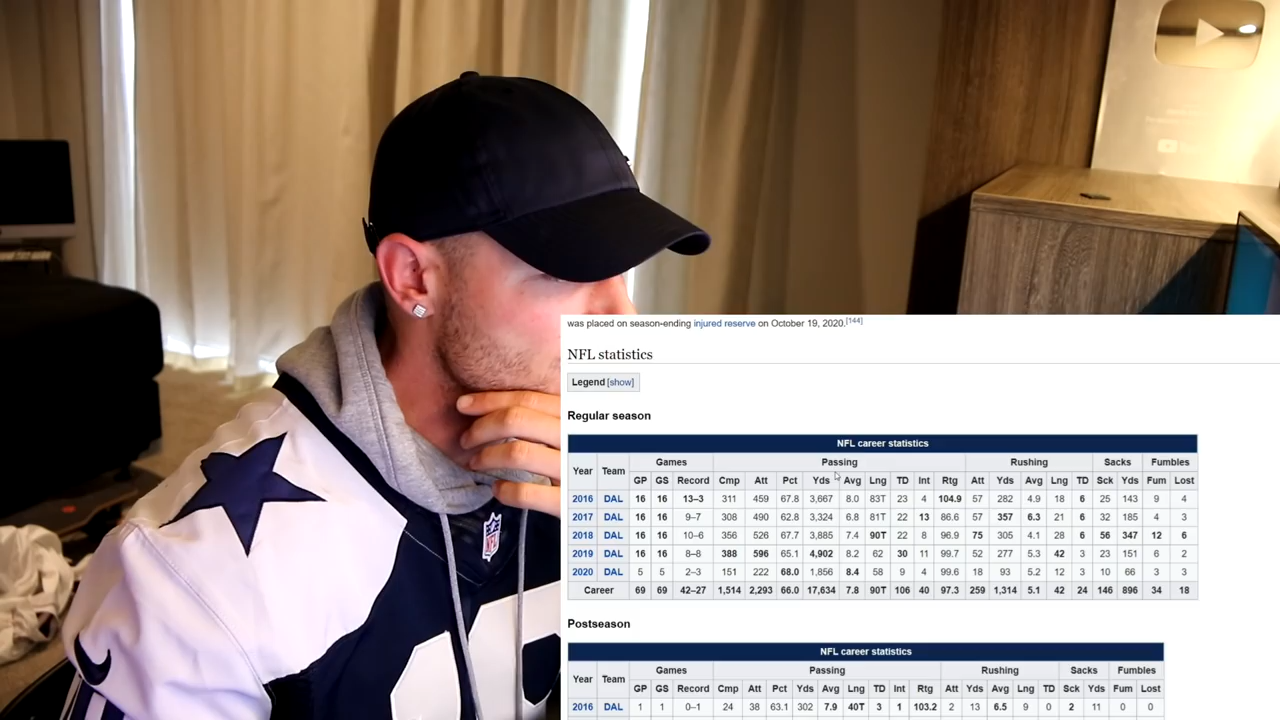 was placed on season-ending injured reserve on October 19, 2020.[144]
NFL statistics
Legend [show]
Regular season
NFL career statistics
Year Team Games Passing Rushing Sacks Fumbles
GP GS Record Cmp Att Pct Yds Avg Lng TD Int Rtg Att Yds Avg Lng TD Sck Yds Fum Lost
2016 DAL 16 16 13–3 311 459 67.8 3,667 8.0 83T 23 4 104.9 57 282 4.9 18 6 25 143 9 4
2017 DAL 16 16 9–7 308 490 62.8 3,324 6.8 81T 22 13 86.6 57 357 6.3 21 6 32 185 4 3
2018 DAL 16 16 10–6 356 526 67.7 3,885 7.4 90T 22 8 96.9 75 305 4.1 28 6 56 347 12 6
2019 DAL 16 16 8–8 388 596 65.1 4,902 8.2 62 30 11 99.7 52 277 5.3 42 3 23 151 6 2
2020 DAL 5 5 2–3 151 222 68.0 1,856 8.4 58 9 4 99.6 18 93 5.2 12 3 10 66 3 3
Career 69 69 42–27 1,514 2,293 66.0 17,634 7.8 90T 106 40 97.3 259 1,314 5.1 42 24 146 896 34 18
Postseason
NFL career statistics
Year Team Games Passing Rushing Sacks Fumbles
GP GS Record Cmp Att Pct Yds Avg Lng TD Int Rtg Att Yds Avg Lng TD Sck Yds Fum Lost
2016 DAL 1 1 0–1 24 38 63.1 302 7.9 40T 3 1 103.2 2 13 6.5 9 0 2 11 0 0
NFL